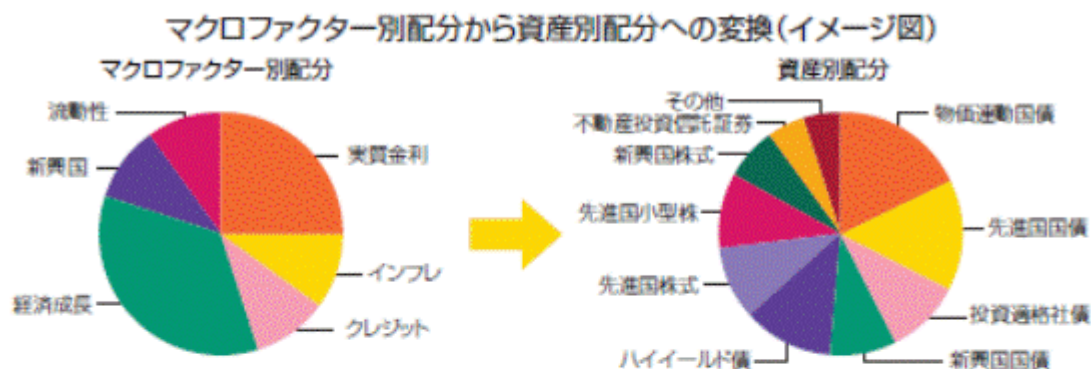 マクロファクター別配分から資産別配分への変換(イメージ図)
マクロファクター別配分
流動性
実質金利
新興国
インフレ
経済成長
クレジット
資産別配分
その他
物価連動国債
不動産投資信託証券
新興国株式
先進国小型株
先進国国債
先進国株式
投資適格社債
ハイイールド債
新興国国債